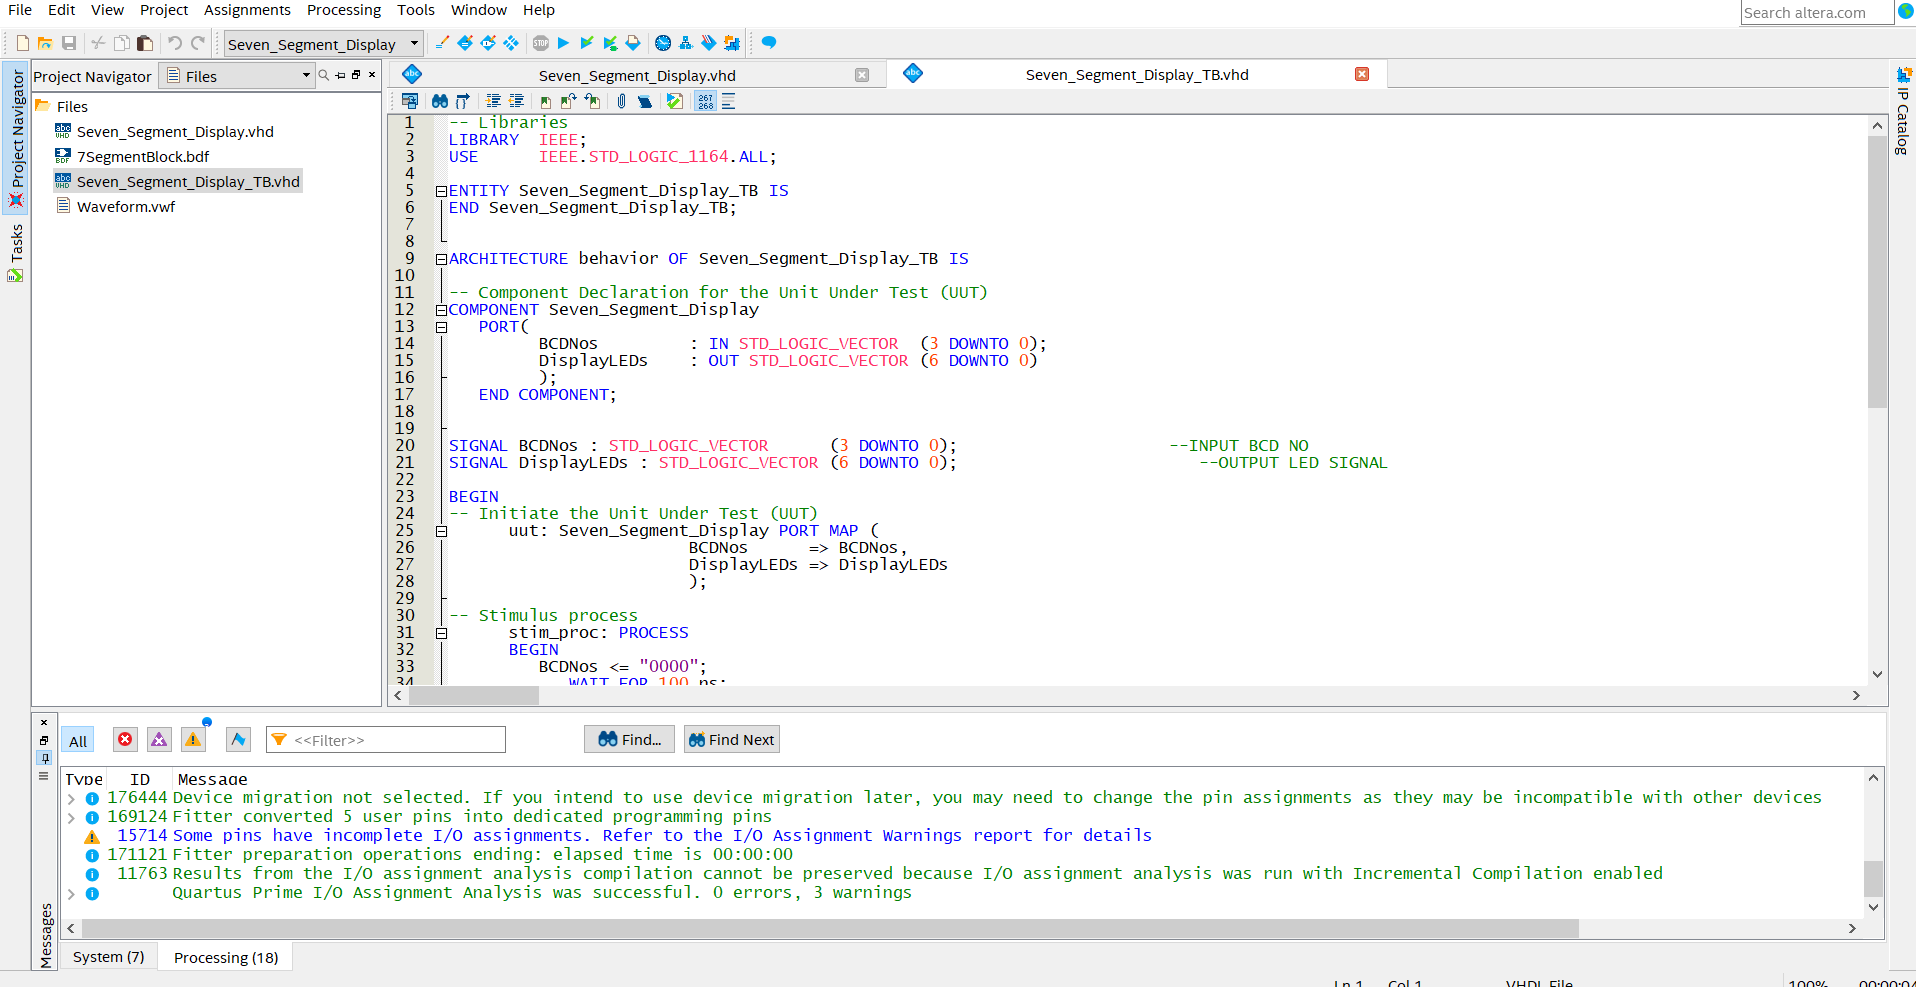 File Edit View Project Assignments Processing Tools Window Help
Search altera.com
Seven_Segment_Display
Project Navigator Files
Files
Seven_Segment_Display.vhd
7SegmentBlock.bdf
Seven_Segment_Display_TB.vhd
Waveform.vwf
Project Navigator
Tasks
IP Catalog
Seven_Segment_Display.vhd
Seven_Segment_Display_TB.vhd
1 -- Libraries
2 LIBRARY IEEE;
3 USE IEEE.STD_LOGIC_1164.ALL;
4
5 ENTITY Seven_Segment_Display_TB IS
6 END Seven_Segment_Display_TB;
7
8
9 ARCHITECTURE behavior OF Seven_Segment_Display_TB IS
10
11 -- Component Declaration for the Unit Under Test (UUT)
12 COMPONENT Seven_Segment_Display
13 PORT(
14 BCDNos : IN STD_LOGIC_VECTOR (3 DOWNTO 0);
15 DisplayLEDs : OUT STD_LOGIC_VECTOR (6 DOWNTO 0)
16 );
17 END COMPONENT;
18
19
20 SIGNAL BCDNos : STD_LOGIC_VECTOR (3 DOWNTO 0); --INPUT BCD NO
21 SIGNAL DisplayLEDs : STD_LOGIC_VECTOR (6 DOWNTO 0); --OUTPUT LED SIGNAL
22
23 BEGIN
24 -- Initiate the Unit Under Test (UUT)
25 uut: Seven_Segment_Display PORT MAP (
26 BCDNos => BCDNos,
27 DisplayLEDs => DisplayLEDs
28 );
29
30 -- Stimulus process
31 stim_proc: PROCESS
32 BEGIN
33 BCDNos <= "0000";
34 WAIT FOR 100 ns;
All <<Filter>> Find... Find Next
Type ID Message
176444 Device migration not selected. If you intend to use device migration later, you may need to change the pin assignments as they may be incompatible with other devices
169124 Fitter converted 5 user pins into dedicated programming pins
15714 Some pins have incomplete I/O assignments. Refer to the I/O Assignment Warnings report for details
171121 Fitter preparation operations ending: elapsed time is 00:00:00
11763 Results from the I/O assignment analysis compilation cannot be preserved because I/O assignment analysis was run with Incremental Compilation enabled
Quartus Prime I/O Assignment Analysis was successful. 0 errors, 3 warnings
Messages
System (7) Processing (18)
Ln 1 Col 1 VHDL File 100% 00:00:04